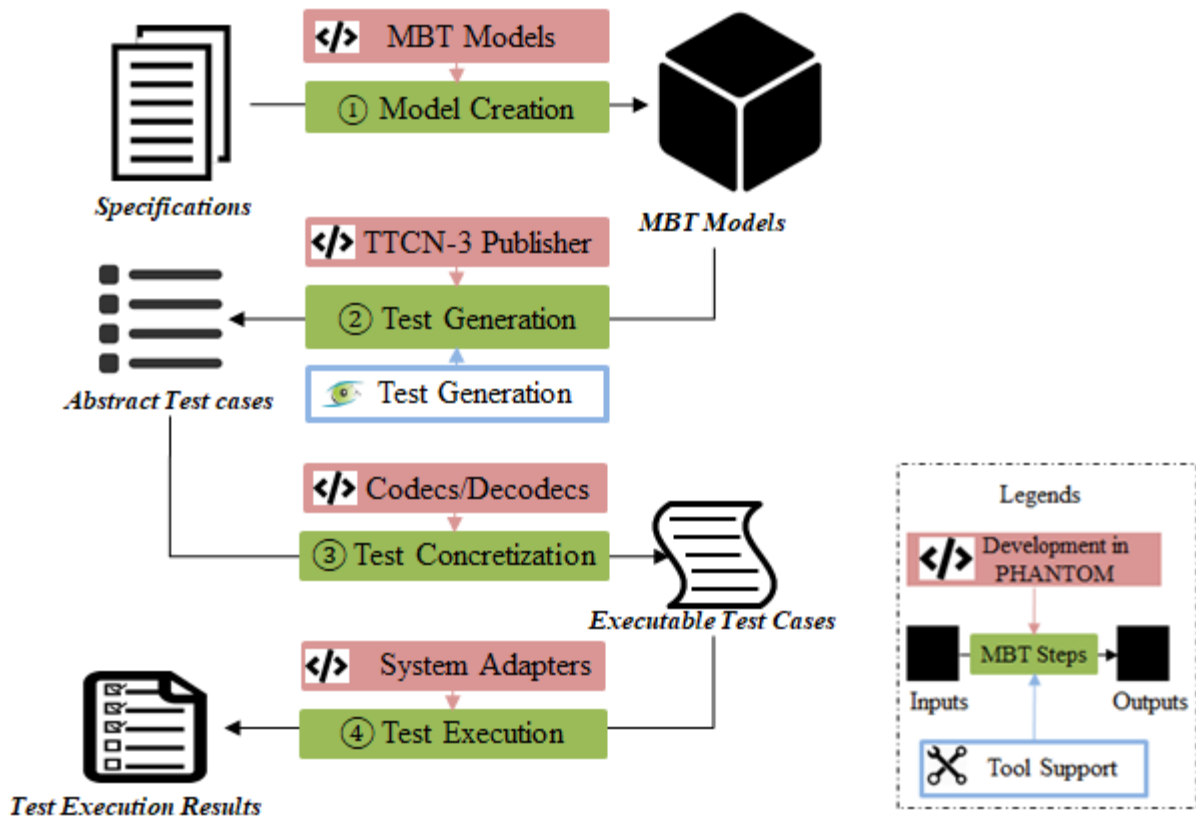 MBT Models
① Model Creation
Specifications
MBT Models
TTCN-3 Publisher
② Test Generation
Test Generation
Abstract Test cases
Codecs/Decodecs
③ Test Concretization
Executable Test Cases
System Adapters
④ Test Execution
Test Execution Results
Legends
Development in
PHANTOM
MBT Steps
Inputs
Outputs
Tool Support